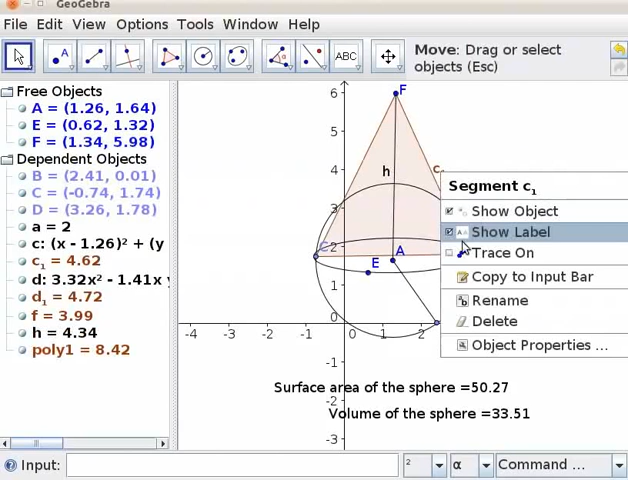 GeoGebra
File Edit View Options Tools Window Help
A ABC Move: Drag or select
objects (Esc)
Free Objects
A = (1.26, 1.64)
E = (0.62, 1.32)
F = (1.34, 5.98)
Dependent Objects
B = (2.41, 0.01)
C = (-0.74, 1.74)
D = (3.26, 1.78)
a = 2
c: (x - 1.26)² + (y
c₁ = 4.62
d: 3.32x² - 1.41x y
d₁ = 4.72
f = 3.99
h = 4.34
poly1 = 8.42
6
F
5
4
h
c
3
2
C
A
E
1
0
-4 -3 -2 -1 0 1 2
-1
-2
-3
Segment c₁
Show Object
Show Label
Trace On
Copy to Input Bar
Rename
Delete
Object Properties ...
Surface area of the sphere =50.27
Volume of the sphere =33.51
Input: ² α Command ...